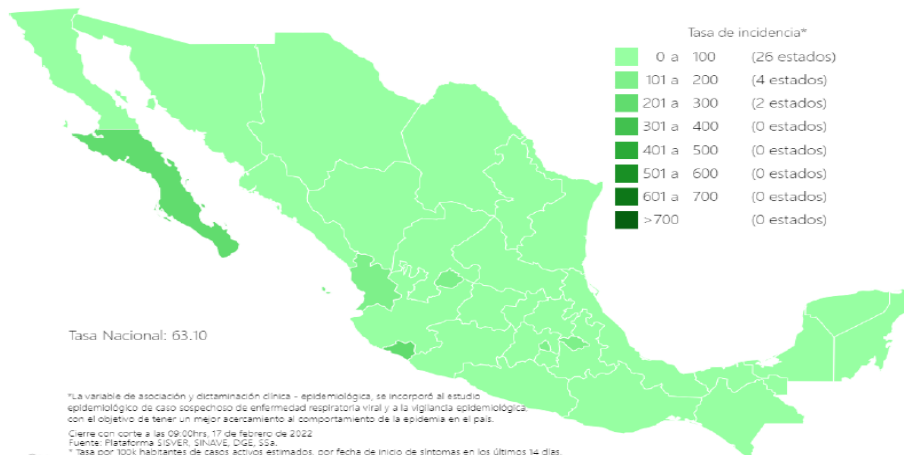 Tasa de incidencia*
0 a 100 (26 estados)
101 a 200 (4 estados)
201 a 300 (2 estados)
301 a 400 (0 estados)
401 a 500 (0 estados)
501 a 600 (0 estados)
601 a 700 (0 estados)
>700 (0 estados)
Tasa Nacional: 63.10
*La variable de asociación y dictaminación clínica - epidemiológica, se incorporó al estudio
epidemiológico de caso sospechoso de enfermedad respiratoria viral y a la vigilancia epidemiológica,
con el objetivo de tener un mejor acercamiento al comportamiento de la epidemia en el país.
Cierre con corte a las 09:00hrs, 17 de febrero de 2022
Fuente: Plataforma SISVER, SINAVE, DGE, SSa.
* Tasa por 100k habitantes de casos activos estimados, por fecha de inicio de síntomas en los últimos 14 días.